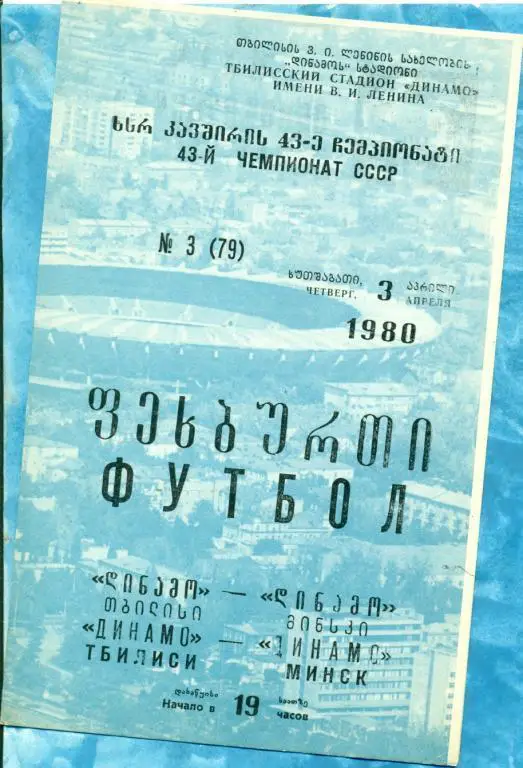 თბილისის ვ. ი. ლენინის სახელობის
„დინამოს“ სტადიონი
ТБИЛИССКИЙ СТАДИОН «ДИНАМО»
ИМЕНИ В. И. ЛЕНИНА
სსრ კავშირის 43-ე ჩემპიონატი
43-Й ЧЕМПИОНАТ СССР
№ 3 (79)
ხუთშაბათი, 3 აპრილი
ЧЕТВЕРГ, АПРЕЛЯ
1980
ფეხბურთი
ФУТБОЛ
«დინამო» — «დინამო»
თბილისი მინსკი
«ДИНАМО» — «ДИНАМО»
ТБИЛИСИ МИНСК
დასაწყისი 19 საათზე
Начало в часов